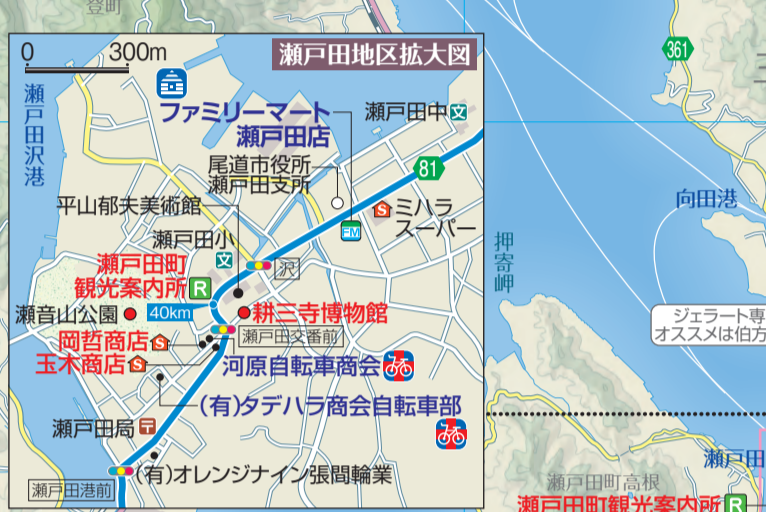 登町
0 300m
瀬戸田地区拡大図
瀬戸田沢港
ファミリーマート
瀬戸田店
瀬戸田中
文
尾道市役所
瀬戸田支所
81
平山郁夫美術館
S
ミハラ
スーパー
FM
瀬戸田小
文
沢
瀬戸田町
観光案内所
R
瀬音山公園
40km
耕三寺博物館
瀬戸田交番前
岡哲商店
S
玉木商店
S
河原自転車商会
(有)タデハラ商会自転車部
瀬戸田局
〒
(有)オレンジナイン張間輪業
瀬戸田港前
361
向田港
押寄岬
ジェラート専
オススメは伯方
瀬戸田
瀬戸田町高根
瀬戸田町観光案内所
R